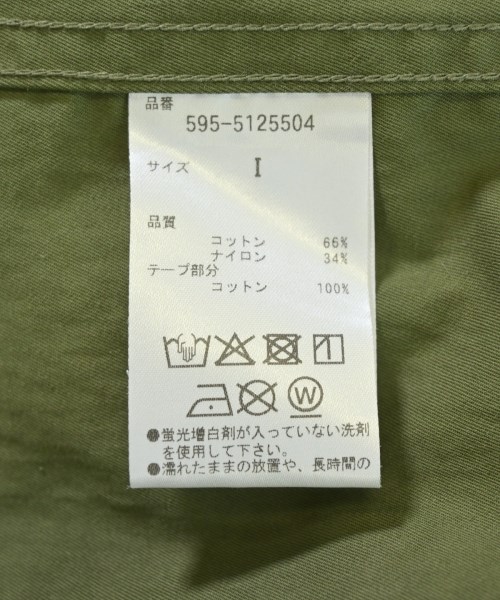 品番
595-5125504
サイズ I
品質
コットン 66%
ナイロン 34%
テープ部分
コットン 100%
W
●蛍光増白剤が入っていない洗剤
を使用して下さい。
●濡れたままの放置や、長時間の